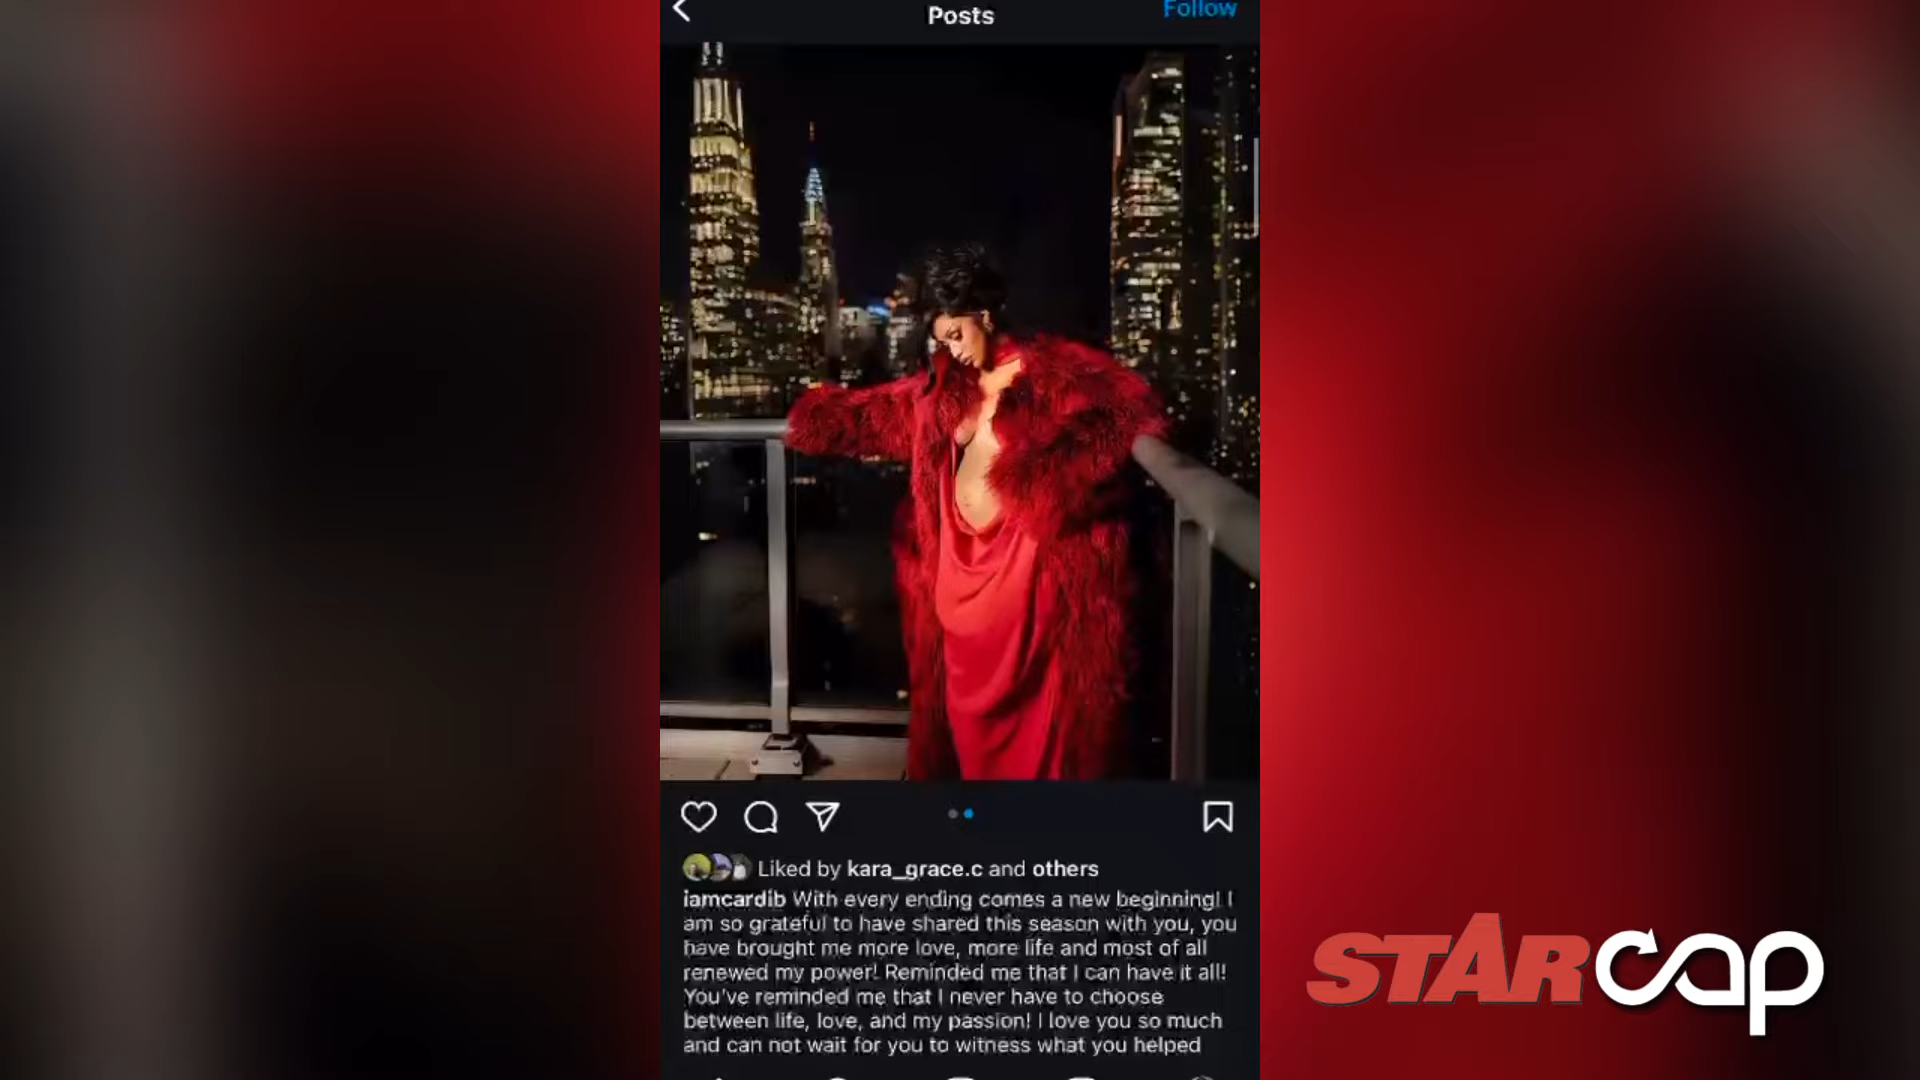 Posts
Follow
Liked by kara_grace.c and others
iamcardib With every ending comes a new beginning! I
am so grateful to have shared this season with you, you
have brought me more love, more life and most of all
renewed my power! Reminded me that I can have it all!
You've reminded me that I never have to choose
between life, love, and my passion! I love you so much
and can not wait for you to witness what you helped
STAR cap